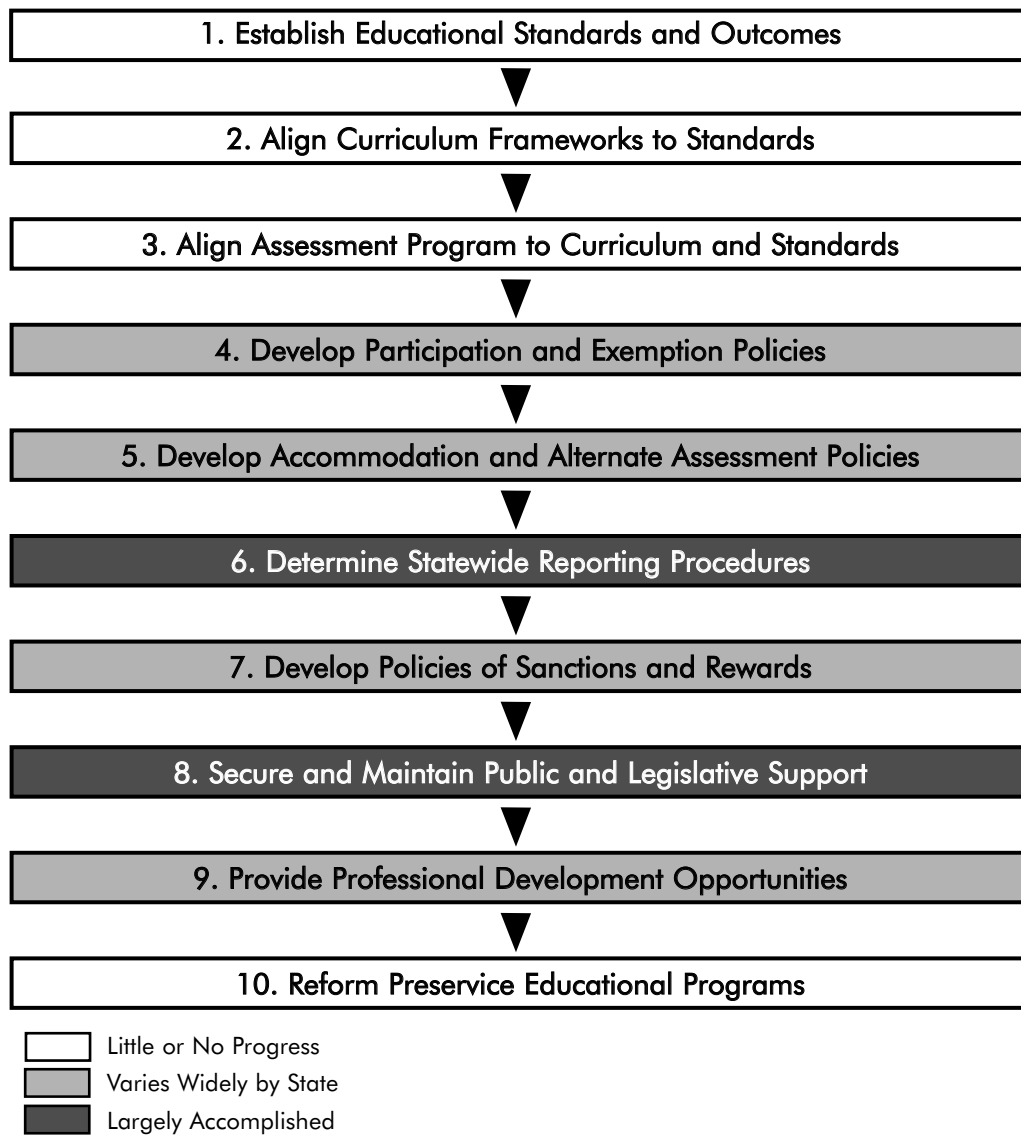 1. Establish Educational Standards and Outcomes
2. Align Curriculum Frameworks to Standards
3. Align Assessment Program to Curriculum and Standards
4. Develop Participation and Exemption Policies
5. Develop Accommodation and Alternate Assessment Policies
6. Determine Statewide Reporting Procedures
7. Develop Policies of Sanctions and Rewards
8. Secure and Maintain Public and Legislative Support
9. Provide Professional Development Opportunities
10. Reform Preservice Educational Programs
Little or No Progress
Varies Widely by State
Largely Accomplished